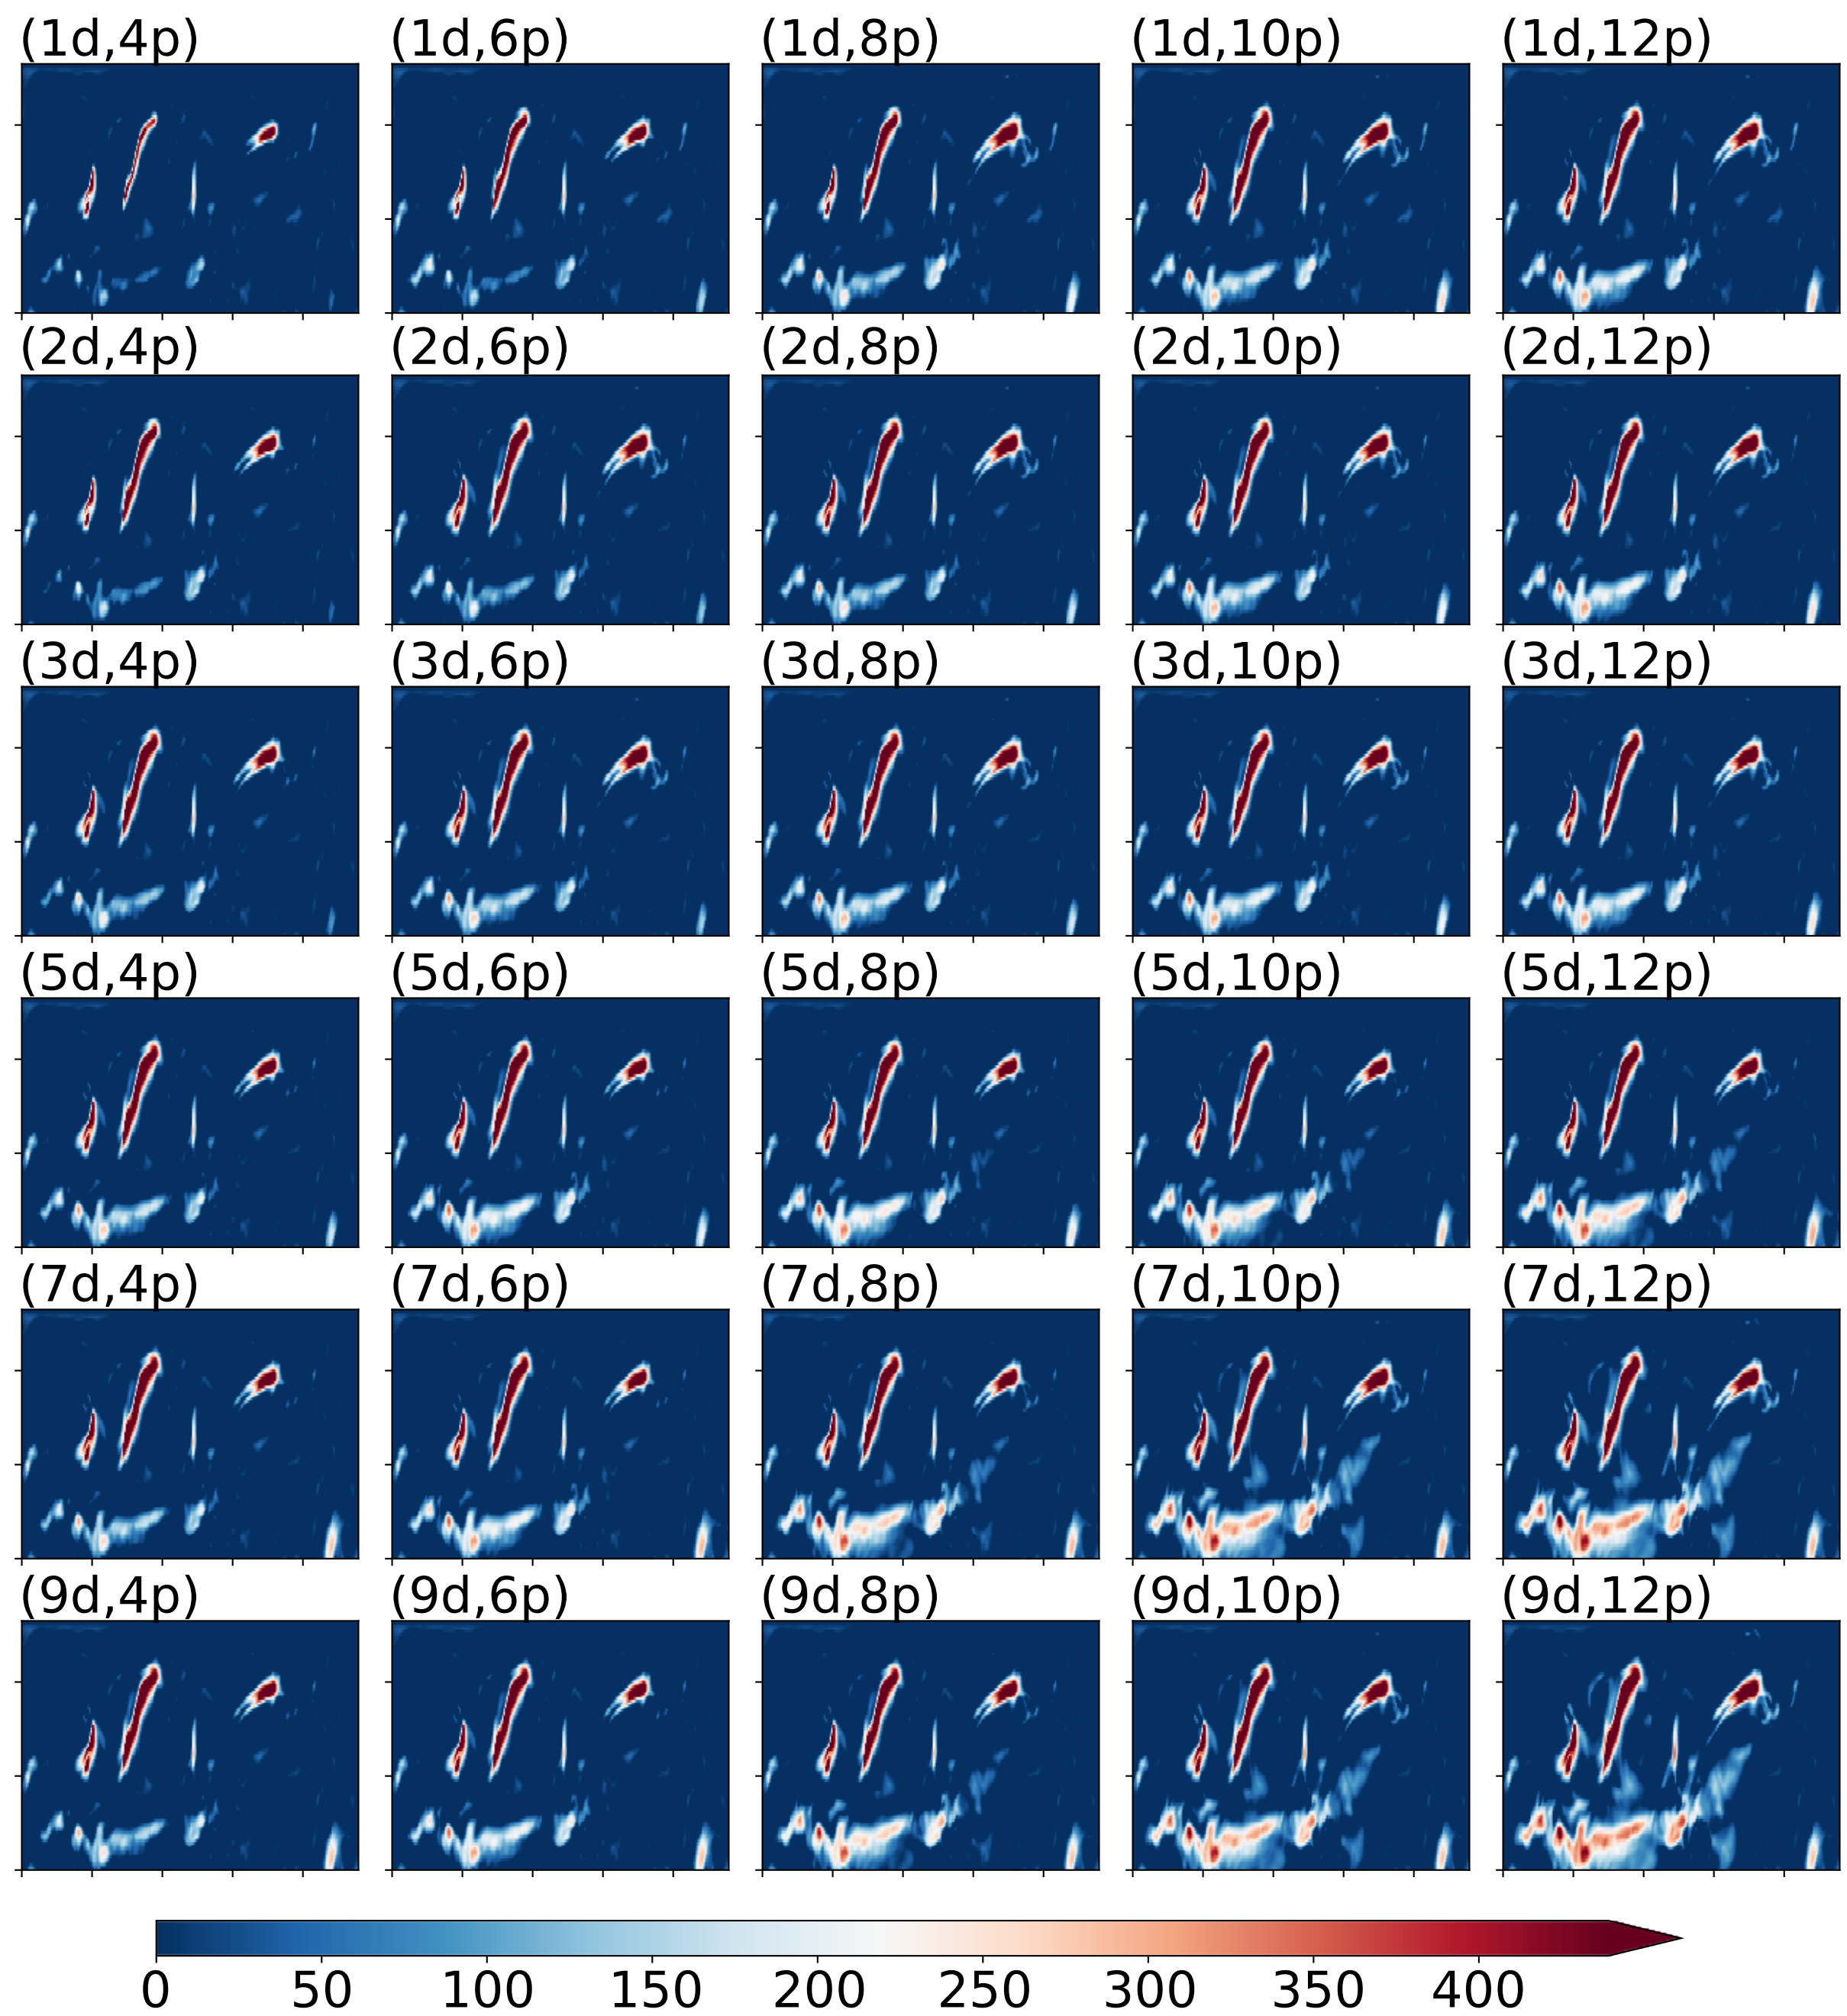 (1d,4p) (1d,6p) (1d,8p) (1d,10p) (1d,12p)
(2d,4p) (2d,6p) (2d,8p) (2d,10p) (2d,12p)
(3d,4p) (3d,6p) (3d,8p) (3d,10p) (3d,12p)
(5d,4p) (5d,6p) (5d,8p) (5d,10p) (5d,12p)
(7d,4p) (7d,6p) (7d,8p) (7d,10p) (7d,12p)
(9d,4p) (9d,6p) (9d,8p) (9d,10p) (9d,12p)
0 50 100 150 200 250 300 350 400